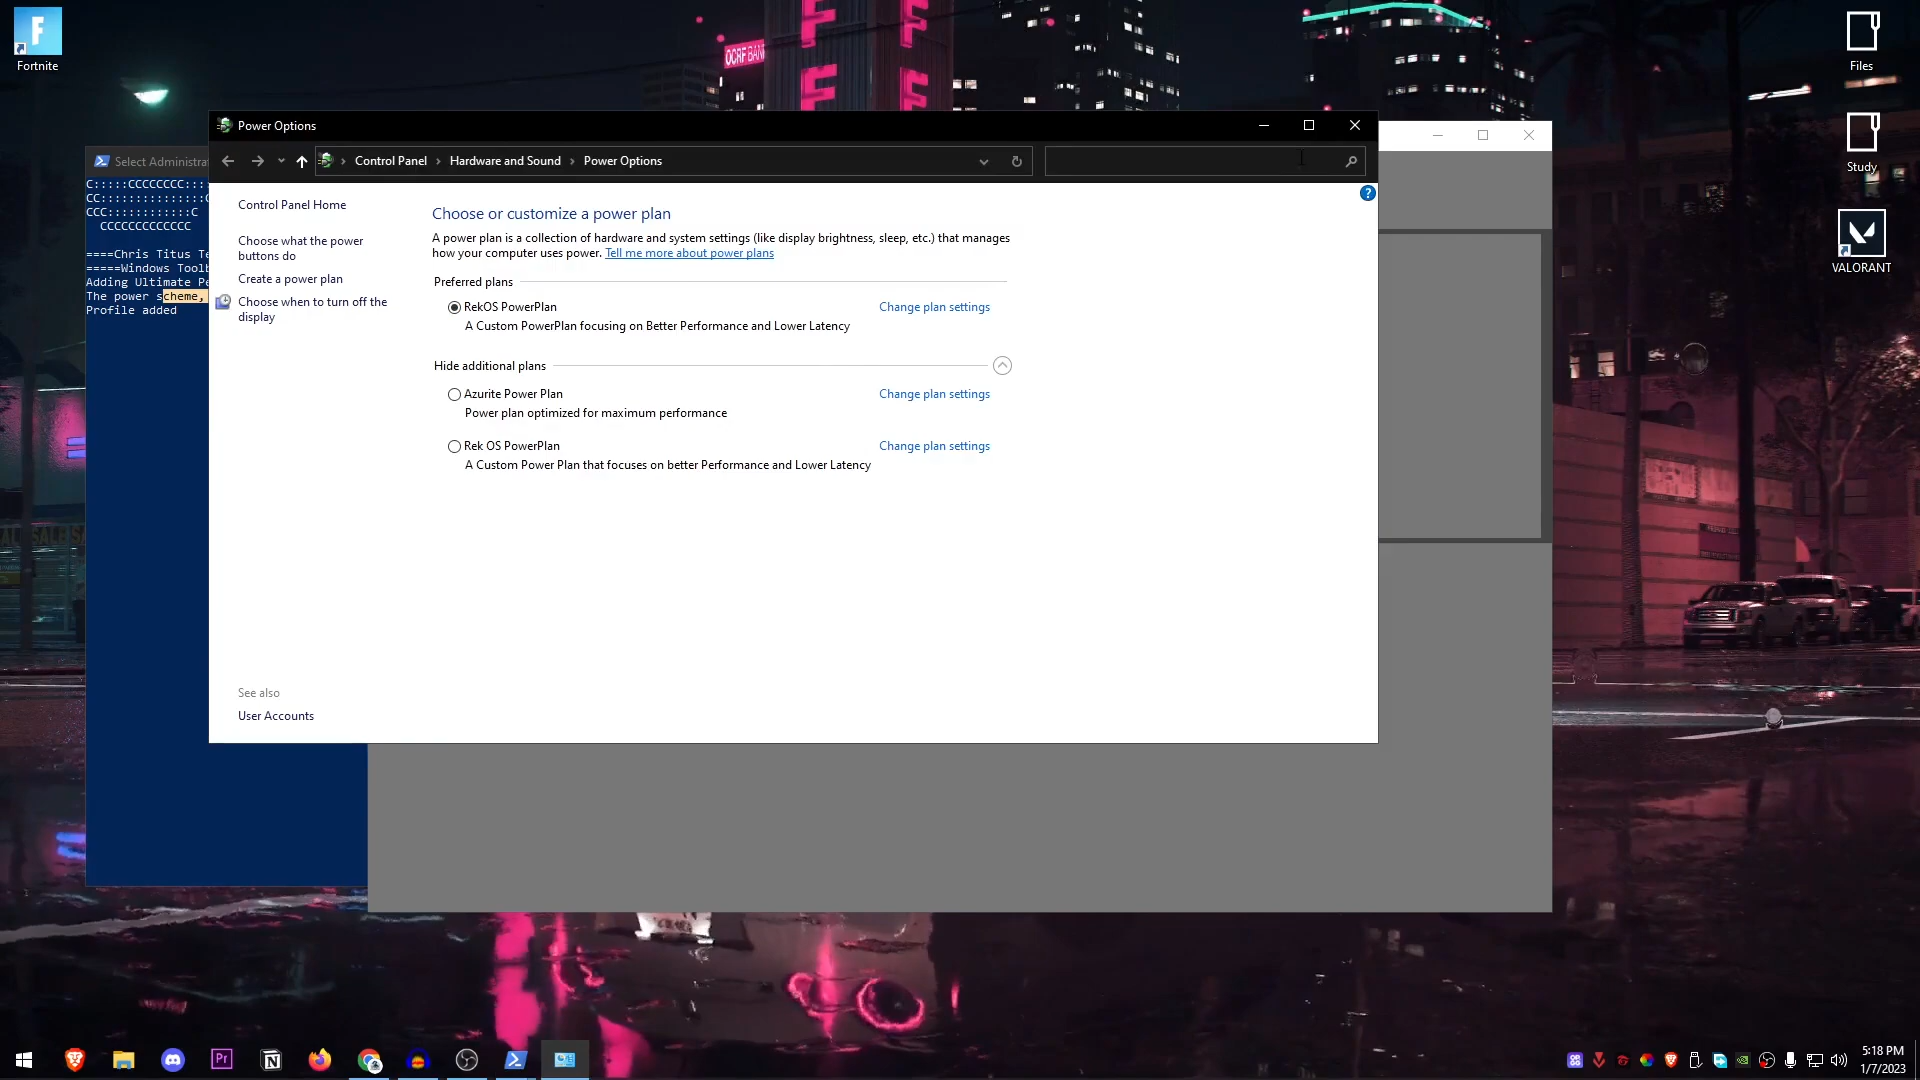 Fortnite
OCRF BANK
Files
Study
VALORANT
Select Administrat
C:::::CCCCCCCC::::
CC:::::::::::::::C
CCC::::::::::::C
CCCCCCCCCCCCC
====Chris Titus Te
=====Windows Toolb
Adding Ultimate Pe
The power scheme,
Profile added
Power Options
Control Panel › Hardware and Sound › Power Options
Control Panel Home
Choose what the power
buttons do
Create a power plan
Choose when to turn off the
display
See also
User Accounts
Choose or customize a power plan
A power plan is a collection of hardware and system settings (like display brightness, sleep, etc.) that manages
how your computer uses power. Tell me more about power plans
Preferred plans
RekOS PowerPlan Change plan settings
A Custom PowerPlan focusing on Better Performance and Lower Latency
Hide additional plans
Azurite Power Plan Change plan settings
Power plan optimized for maximum performance
Rek OS PowerPlan Change plan settings
A Custom Power Plan that focuses on better Performance and Lower Latency
Pr
5:18 PM
1/7/2023